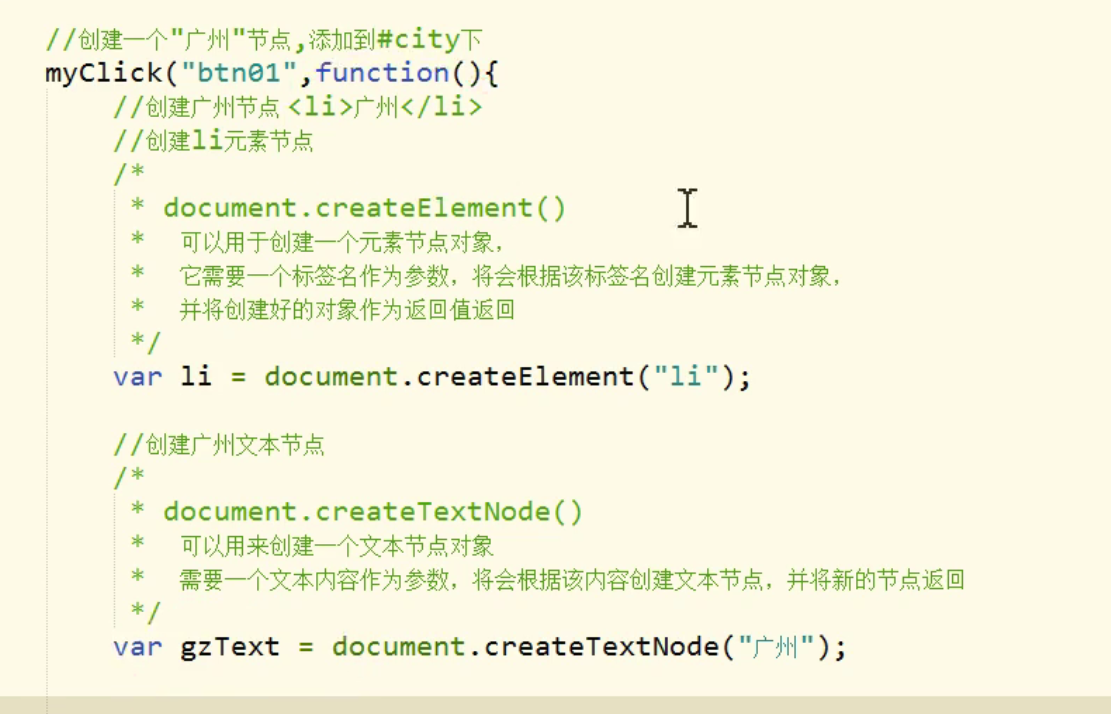 //创建一个"广州"节点,添加到#city下
myClick("btn01",function(){
//创建广州节点 <li>广州</li>
//创建li元素节点
/*
* document.createElement()
* 可以用于创建一个元素节点对象，
* 它需要一个标签名作为参数，将会根据该标签名创建元素节点对象，
* 并将创建好的对象作为返回值返回
*/
var li = document.createElement("li");
//创建广州文本节点
/*
* document.createTextNode()
* 可以用来创建一个文本节点对象
* 需要一个文本内容作为参数，将会根据该内容创建文本节点，并将新的节点返回
*/
var gzText = document.createTextNode("广州");